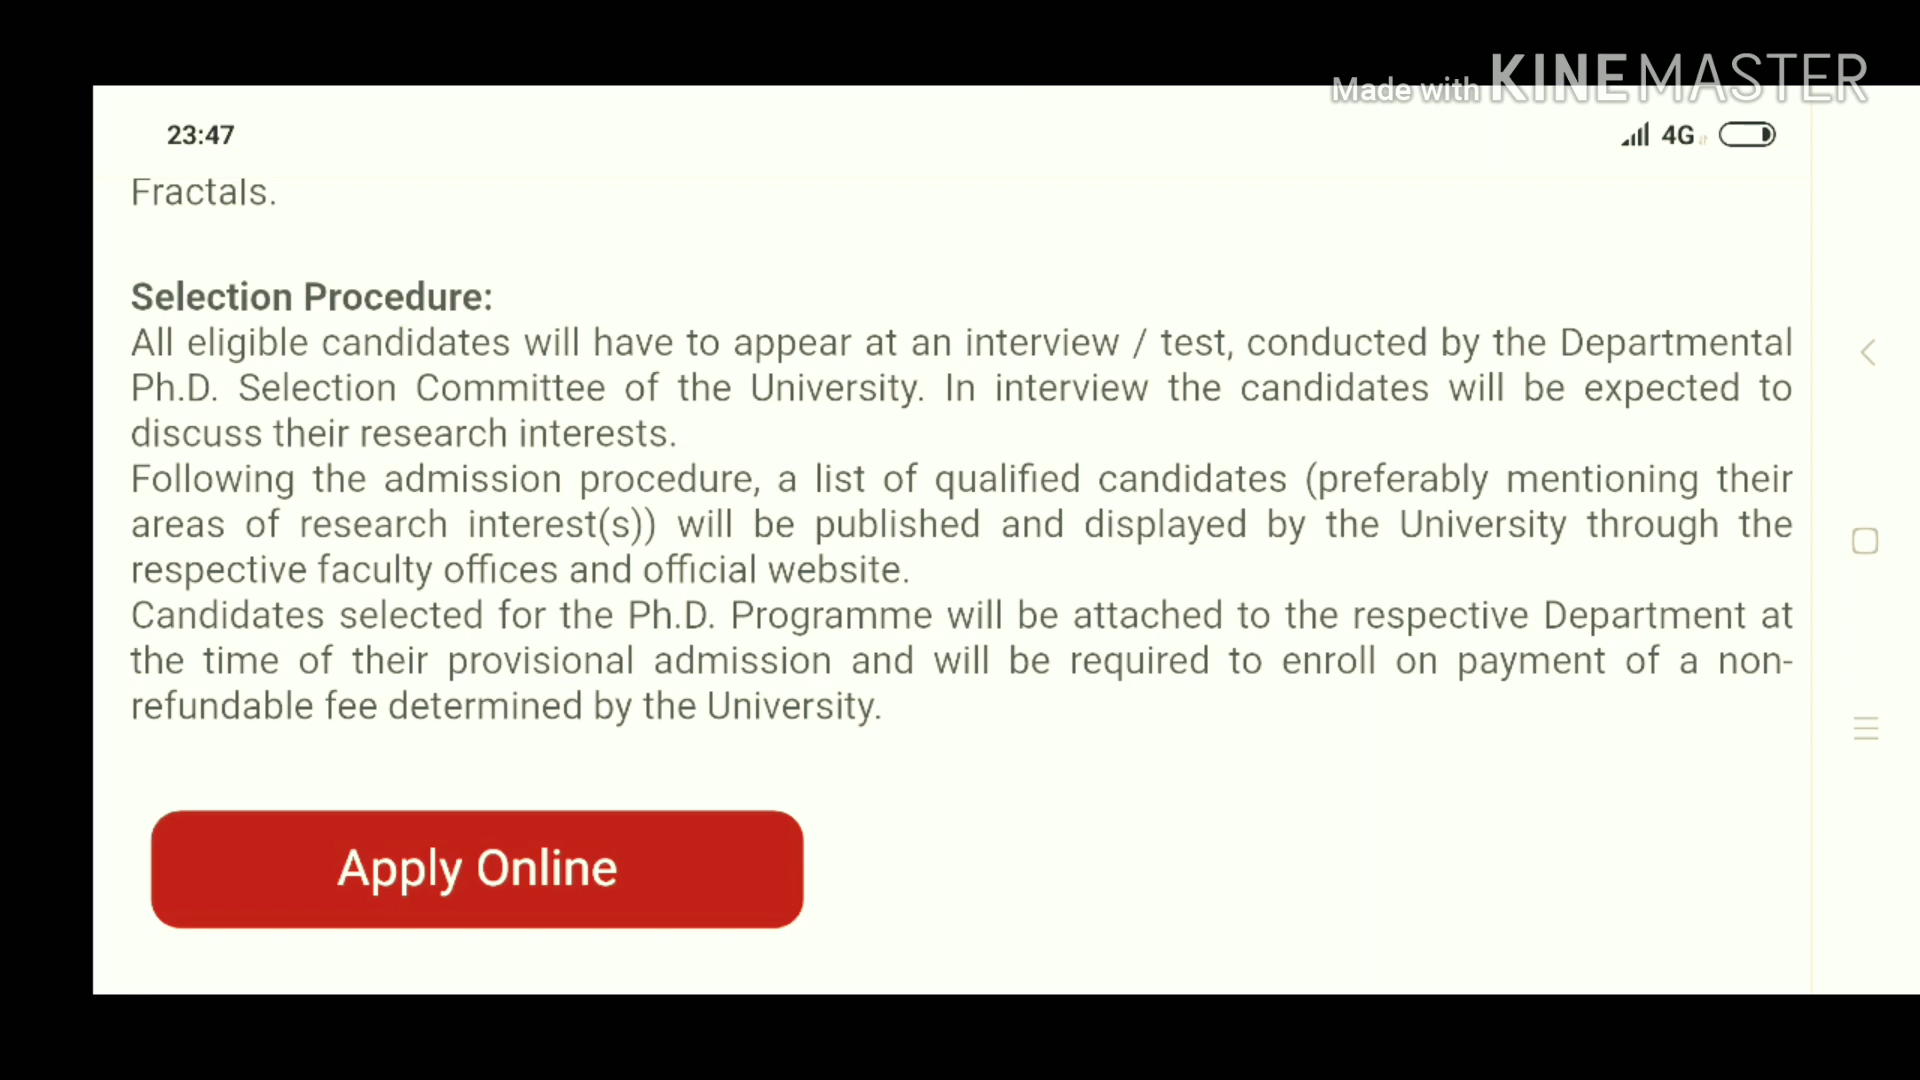 Made with KINEMASTER
23:47
4G
Fractals.
Selection Procedure:
All eligible candidates will have to appear at an interview / test, conducted by the Departmental
Ph.D. Selection Committee of the University. In interview the candidates will be expected to
discuss their research interests.
Following the admission procedure, a list of qualified candidates (preferably mentioning their
areas of research interest(s)) will be published and displayed by the University through the
respective faculty offices and official website.
Candidates selected for the Ph.D. Programme will be attached to the respective Department at
the time of their provisional admission and will be required to enroll on payment of a non-
refundable fee determined by the University.
Apply Online